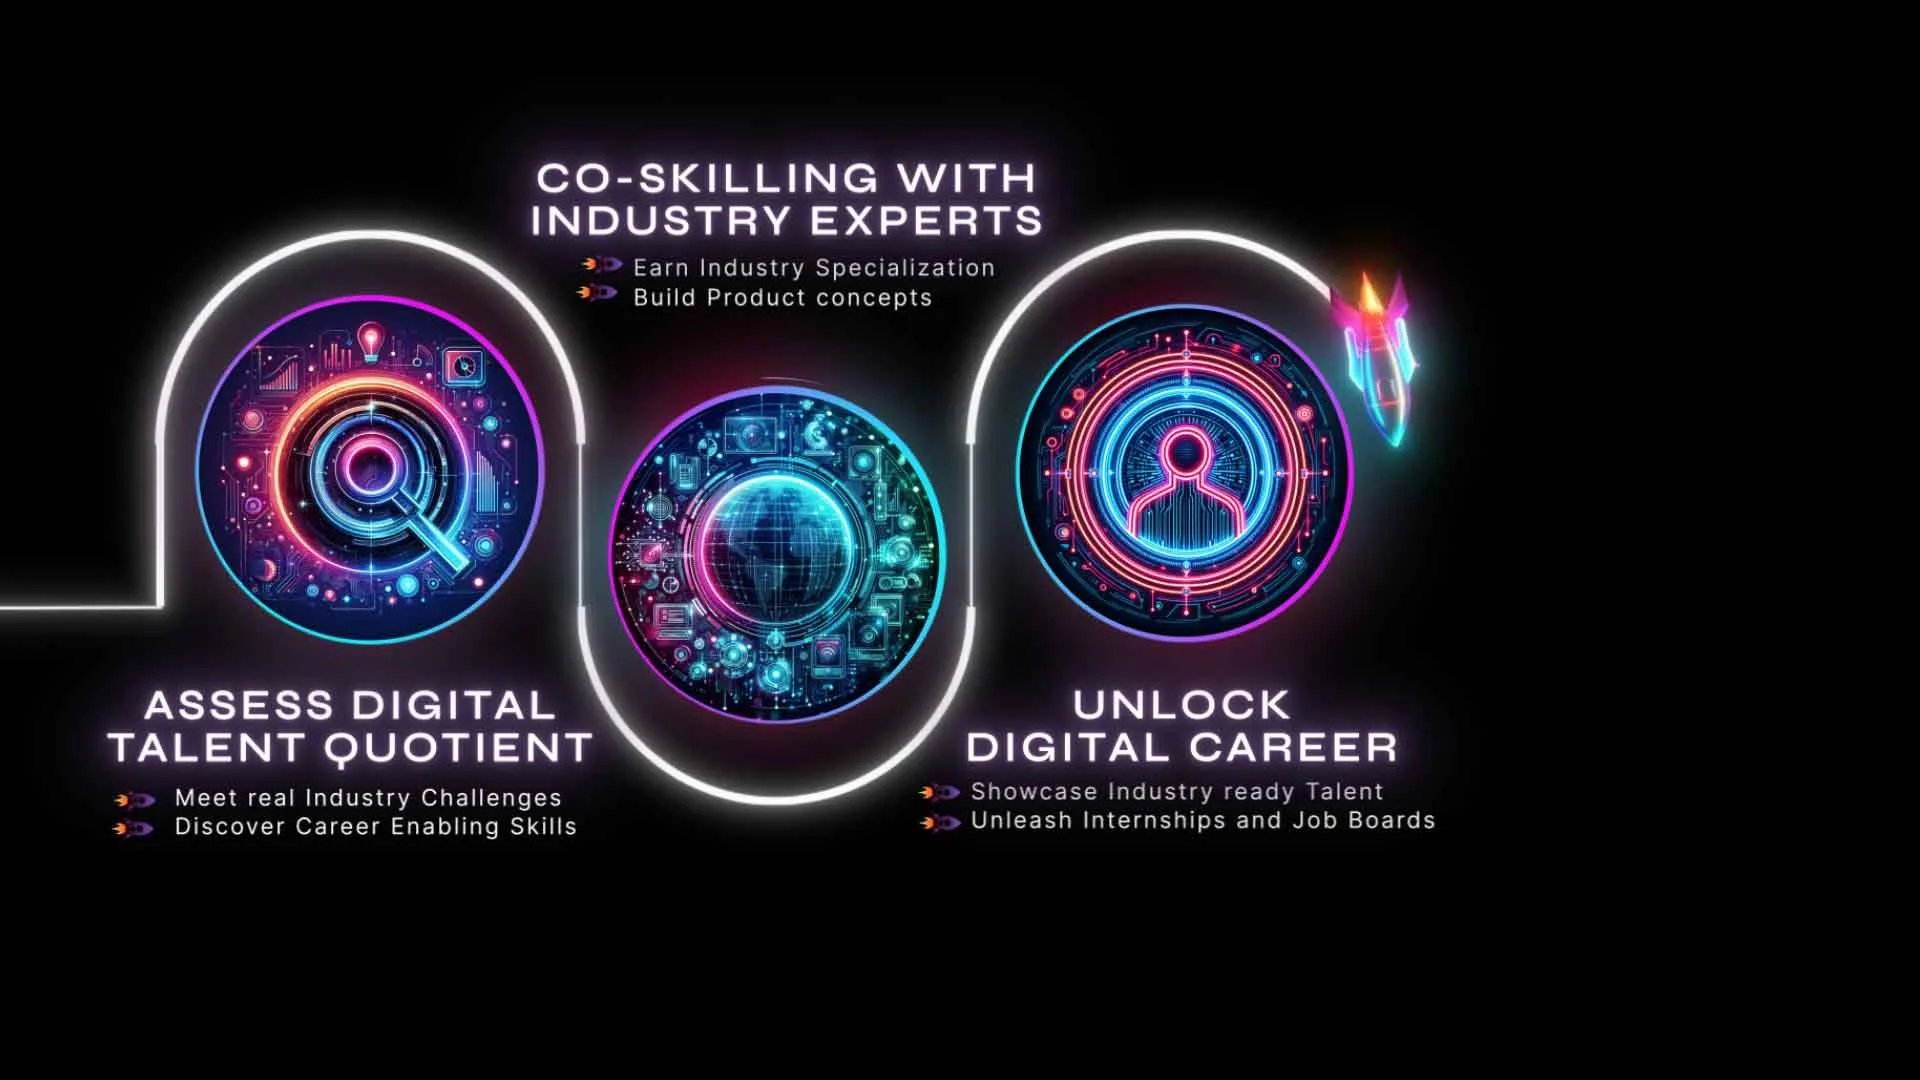 CO-SKILLING WITH
INDUSTRY EXPERTS
Earn Industry Specialization
Build Product concepts
ASSESS DIGITAL
TALENT QUOTIENT
Meet real Industry Challenges
Discover Career Enabling Skills
UNLOCK
DIGITAL CAREER
Showcase Industry ready Talent
Unleash Internships and Job Boards